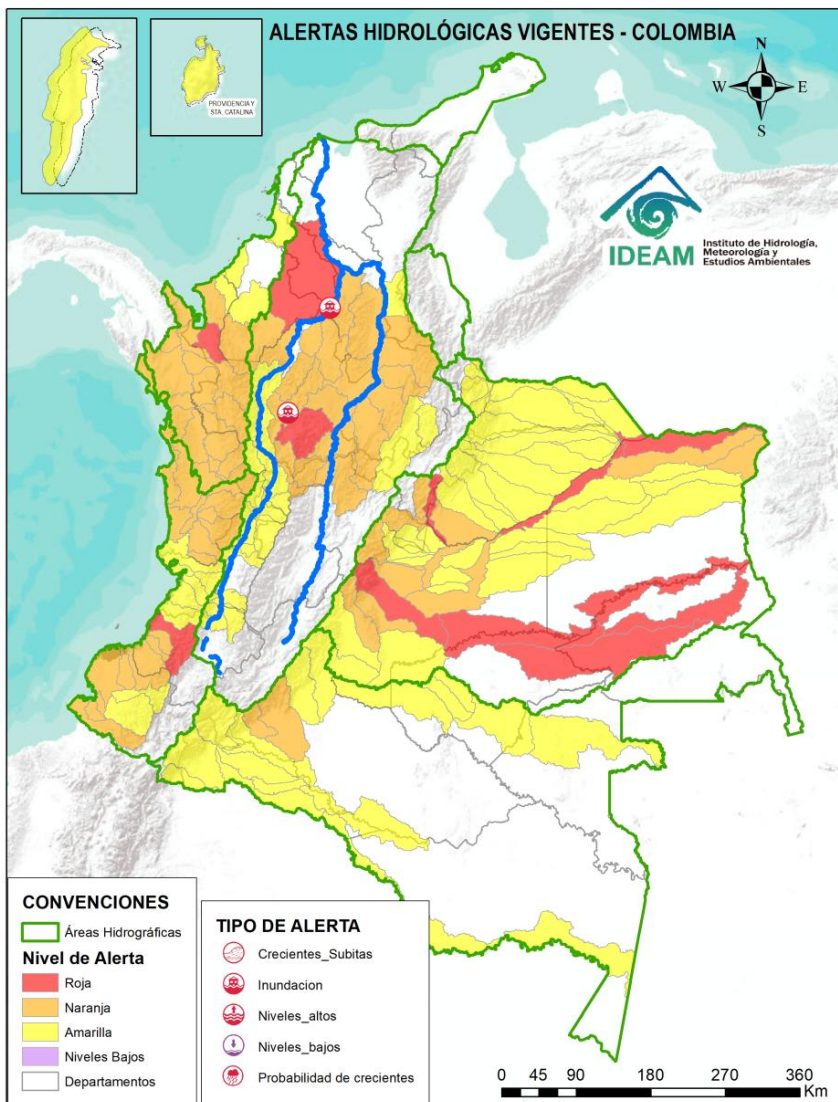 ALERTAS HIDROLÓGICAS VIGENTES - COLOMBIA
PROVIDENCIA Y
STA. CATALINA
N
W
E
S
IDEAM
Instituto de Hidrología,
Meteorología y
Estudios Ambientales
CONVENCIONES
Áreas Hidrográficas
Nivel de Alerta
Roja
Naranja
Amarilla
Niveles Bajos
Departamentos
TIPO DE ALERTA
Crecientes_Subitas
Inundacion
Niveles_altos
Niveles_bajos
Probabilidad de crecientes
0 45 90 180 270 360
Km